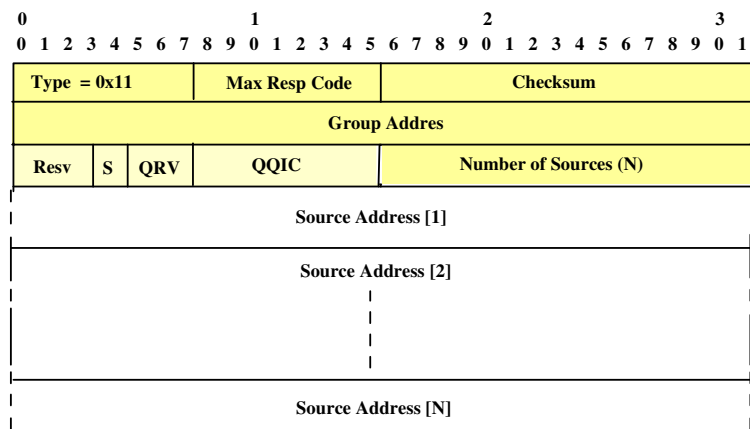 0 1 2 3
0 1 2 3 4 5 6 7 8 9 0 1 2 3 4 5 6 7 8 9 0 1 2 3 4 5 6 7 8 9 0 1
Type = 0x11 Max Resp Code Checksum
Group Addres
Resv S QRV QQIC Number of Sources (N)
Source Address [1]
Source Address [2]
Source Address [N]